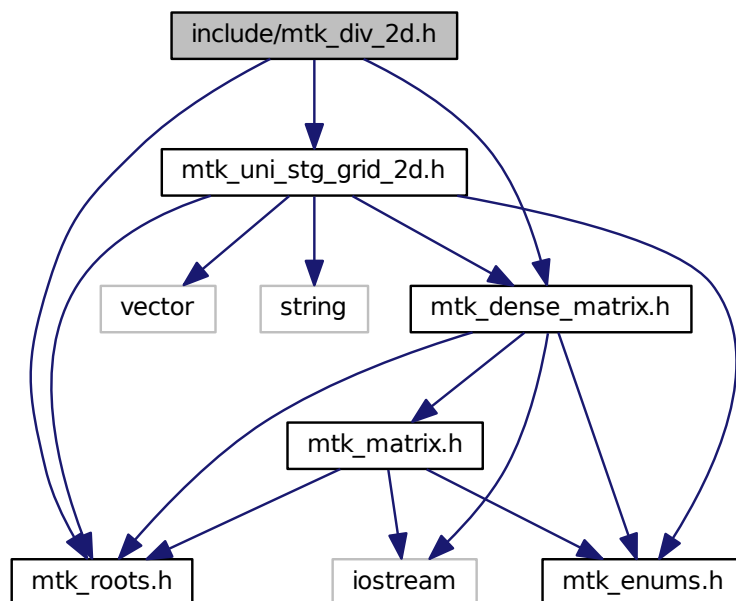 include/mtk_div_2d.h
mtk_uni_stg_grid_2d.h
vector
string
mtk_dense_matrix.h
mtk_matrix.h
mtk_roots.h
iostream
mtk_enums.h